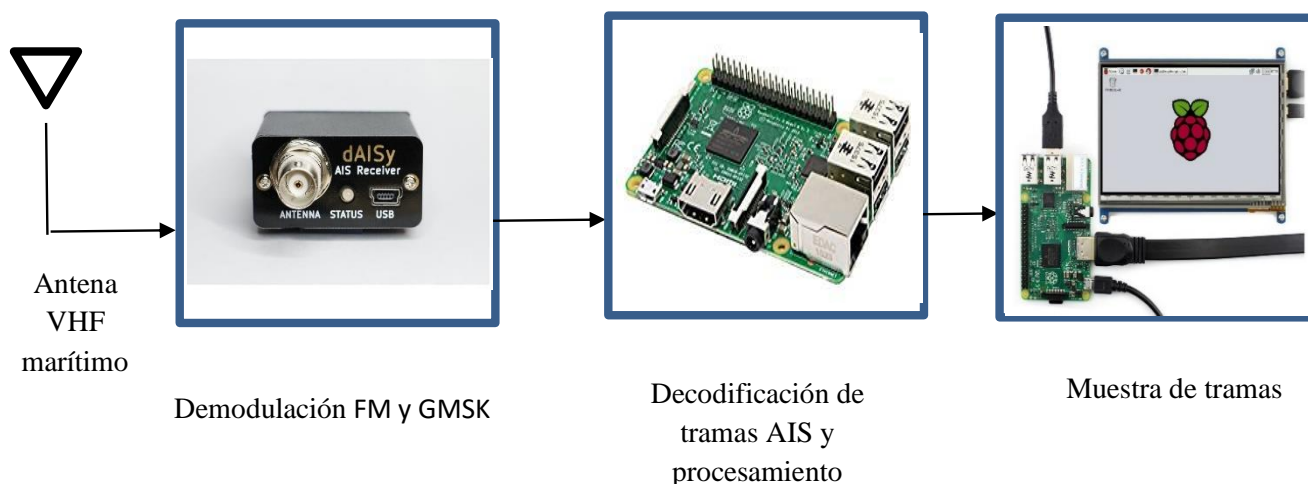 dAISy
AIS Receiver
ANTENNA STATUS USB
Antena
VHF
marítimo
Demodulación FM y GMSK
Decodificación de
tramas AIS y
procesamiento
Muestra de tramas